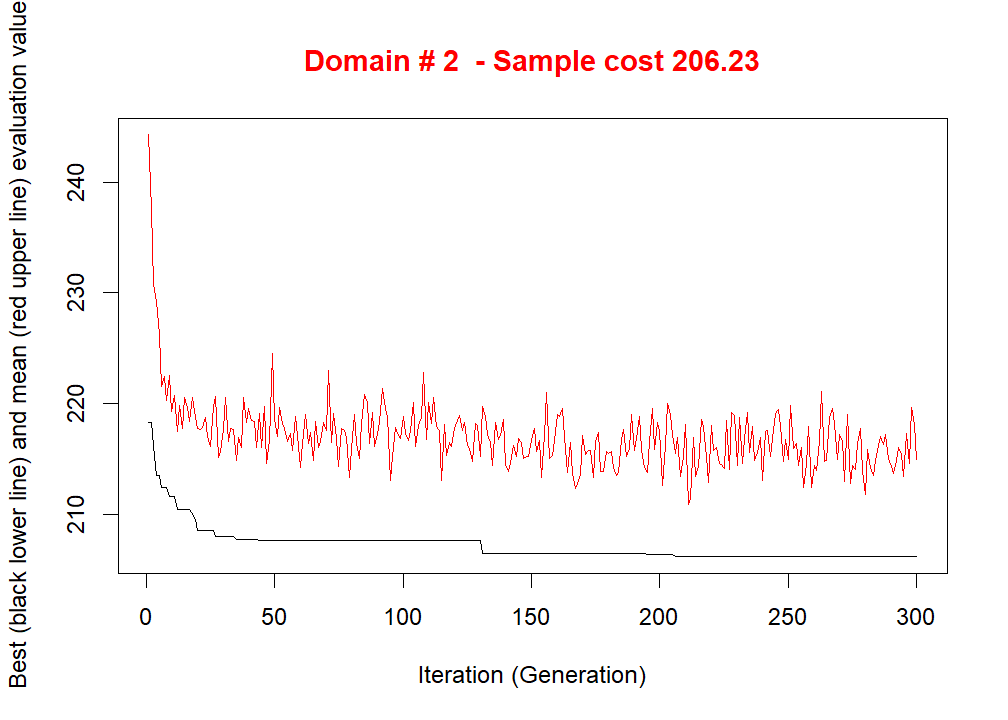 Domain # 2  - Sample cost 206.23
Best (black lower line) and mean (red upper line) evaluation value
240
230
220
210
0 50 100 150 200 250 300
Iteration (Generation)